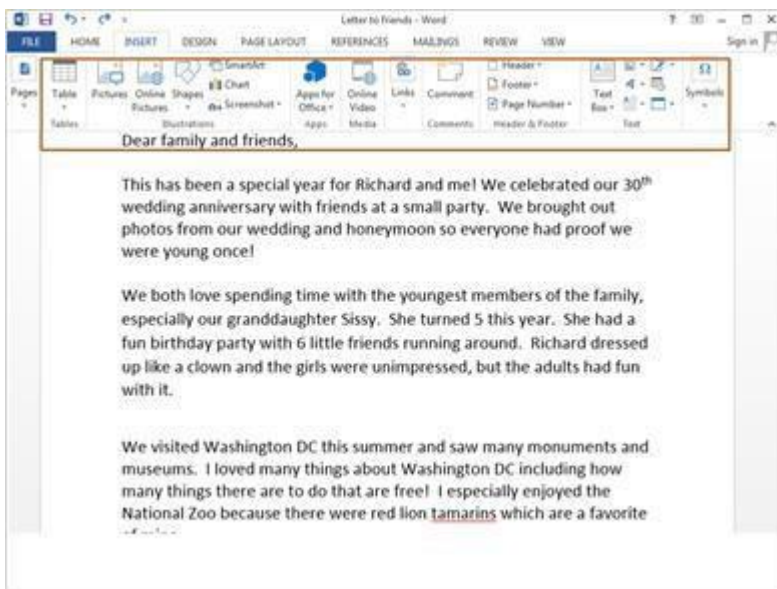 Letter to friends - Word
FILE HOME INSERT DESIGN PAGE LAYOUT REFERENCES MAILINGS REVIEW VIEW Sign in
Pages Table Pictures Online Pictures Shapes SmartArt Chart Screenshot Apps for Office Online Video Links Comment Header Footer Page Number Text Box Symbols
Tables Illustrations Apps Media Comments Header & Footer Text
Dear family and friends,
This has been a special year for Richard and me! We celebrated our 30th
wedding anniversary with friends at a small party. We brought out
photos from our wedding and honeymoon so everyone had proof we
were young once!
We both love spending time with the youngest members of the family,
especially our granddaughter Sissy. She turned 5 this year. She had a
fun birthday party with 6 little friends running around. Richard dressed
up like a clown and the girls were unimpressed, but the adults had fun
with it.
We visited Washington DC this summer and saw many monuments and
museums. I loved many things about Washington DC including how
many things there are to do that are free! I especially enjoyed the
National Zoo because there were red lion tamarins which are a favorite